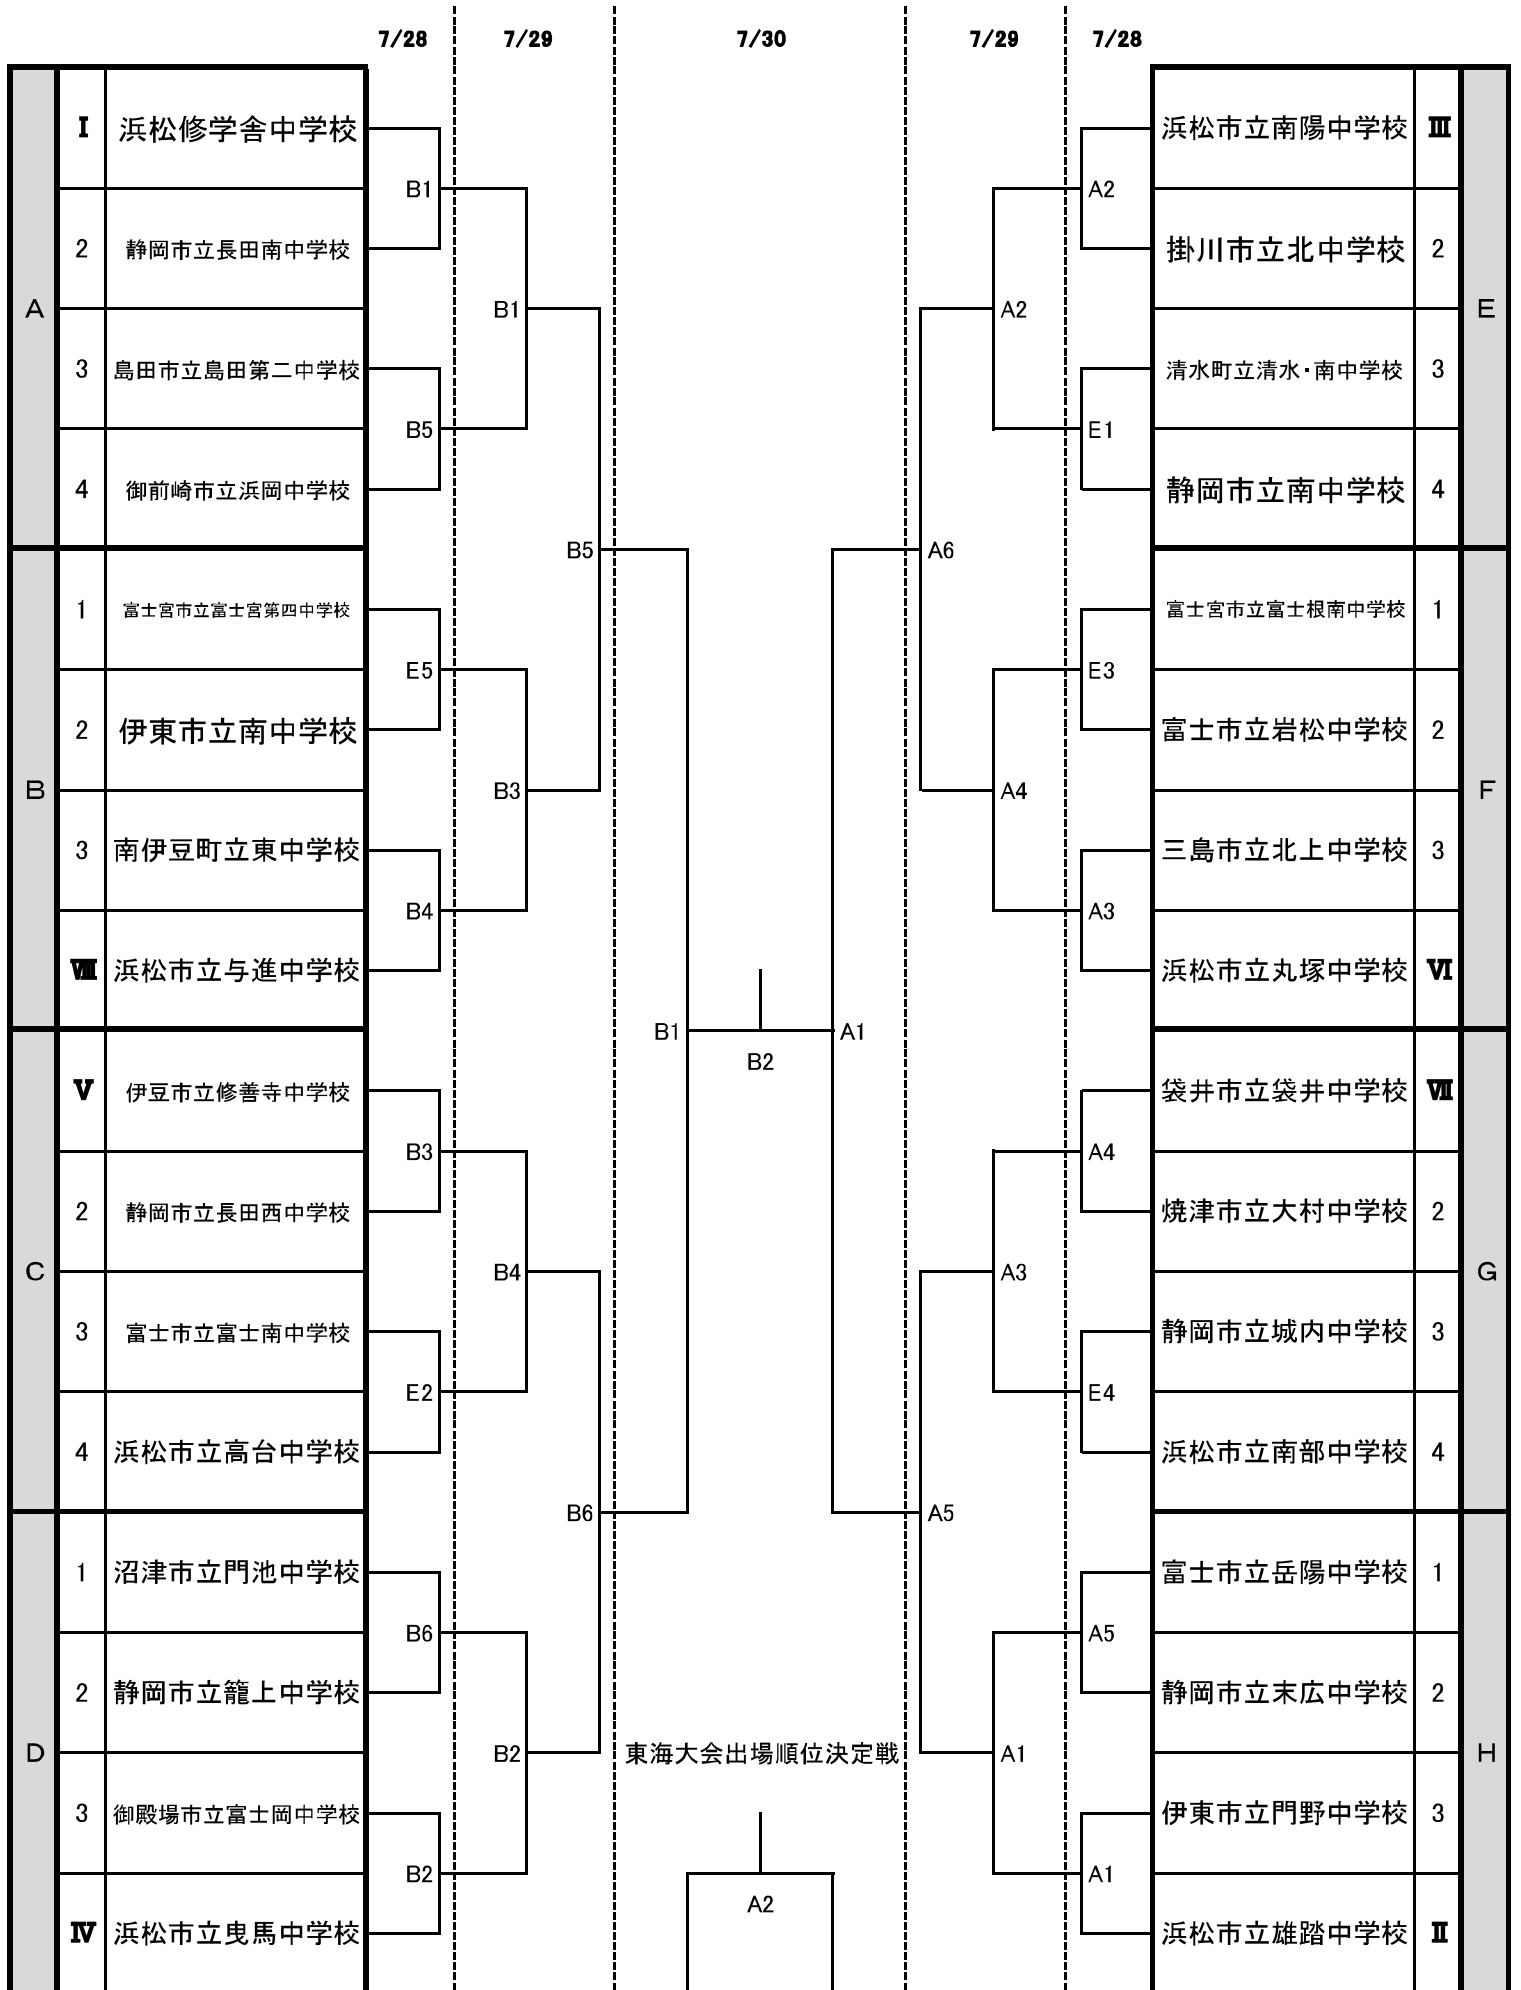 7/28 7/29 7/30 7/29 7/28
Ⅰ 浜松修学舎中学校 浜松市立南陽中学校 Ⅲ
B1 A2
2 静岡市立長田南中学校 掛川市立北中学校 2
A B1 A2 E
3 島田市立島田第二中学校 清水町立清水・南中学校 3
B5 E1
4 御前崎市立浜岡中学校 静岡市立南中学校 4
B5 A6
1 富士宮市立富士宮第四中学校 富士宮市立富士根南中学校 1
E5 E3
2 伊東市立南中学校 富士市立岩松中学校 2
B B3 A4 F
3 南伊豆町立東中学校 三島市立北上中学校 3
B4 A3
Ⅷ 浜松市立与進中学校 浜松市立丸塚中学校 Ⅵ
B1 A1
B2
Ⅴ 伊豆市立修善寺中学校 袋井市立袋井中学校 Ⅶ
B3 A4
2 静岡市立長田西中学校 焼津市立大村中学校 2
C B4 A3 G
3 富士市立富士南中学校 静岡市立城内中学校 3
E2 E4
4 浜松市立高台中学校 浜松市立南部中学校 4
B6 A5
1 沼津市立門池中学校 富士市立岳陽中学校 1
B6 A5
2 静岡市立籠上中学校 静岡市立末広中学校 2
D B2 東海大会出場順位決定戦 A1 H
3 御殿場市立富士岡中学校 伊東市立門野中学校 3
B2 A1
A2
Ⅳ 浜松市立曳馬中学校 浜松市立雄踏中学校 Ⅱ